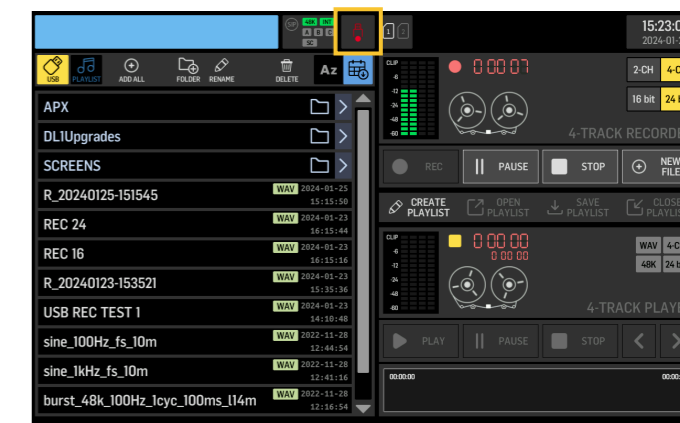 48K INT
A B C
SC
1 2
15:23:0
2024-01-2
USB
PLAYLIST
ADD ALL
FOLDER
RENAME
DELETE
Az
APX
DL1Upgrades
SCREENS
R_20240125-151545 WAV 2024-01-25
15:15:50
REC 24 WAV 2024-01-23
16:15:44
REC 16 WAV 2024-01-23
16:15:16
R_20240123-153521 WAV 2024-01-23
15:35:36
USB REC TEST 1 WAV 2024-01-23
14:10:48
sine_100Hz_fs_10m WAV 2022-11-28
12:44:54
sine_1kHz_fs_10m WAV 2022-11-28
12:41:16
burst_48k_100Hz_1cyc_100ms_l14m WAV 2022-11-28
12:16:54
CLIP
-6
-12
-24
-48
-60
0 00 07
2-CH 4-C
16 bit 24 b
4-TRACK RECORDE
REC
PAUSE
STOP
NEW
FILE
CREATE
PLAYLIST
OPEN
PLAYLIST
SAVE
PLAYLIST
CLOSE
PLAYLIS
CLIP
-6
-12
-24
-48
-60
0 00 00
0 00 00
WAV 4-C
48K 24 b
4-TRACK PLAYE
PLAY
PAUSE
STOP
00:00:00
00:00: